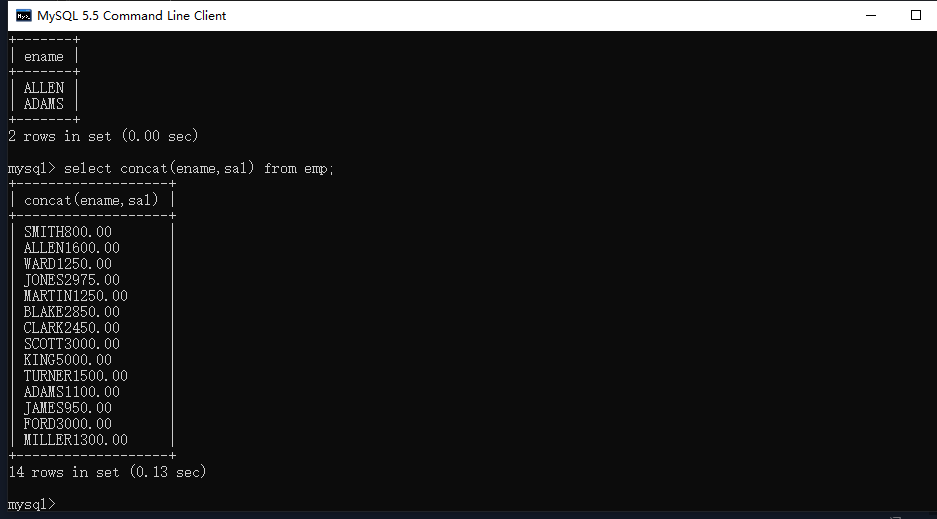 MySQL 5.5 Command Line Client
+-------+
| ename |
+-------+
| ALLEN |
| ADAMS |
+-------+
2 rows in set (0.00 sec)
mysql> select concat(ename,sal) from emp;
+-------------------+
| concat(ename,sal) |
+-------------------+
| SMITH800.00       |
| ALLEN1600.00      |
| WARD1250.00       |
| JONES2975.00      |
| MARTIN1250.00     |
| BLAKE2850.00      |
| CLARK2450.00      |
| SCOTT3000.00      |
| KING5000.00       |
| TURNER1500.00     |
| ADAMS1100.00      |
| JAMES950.00       |
| FORD3000.00       |
| MILLER1300.00     |
+-------------------+
14 rows in set (0.13 sec)
mysql>